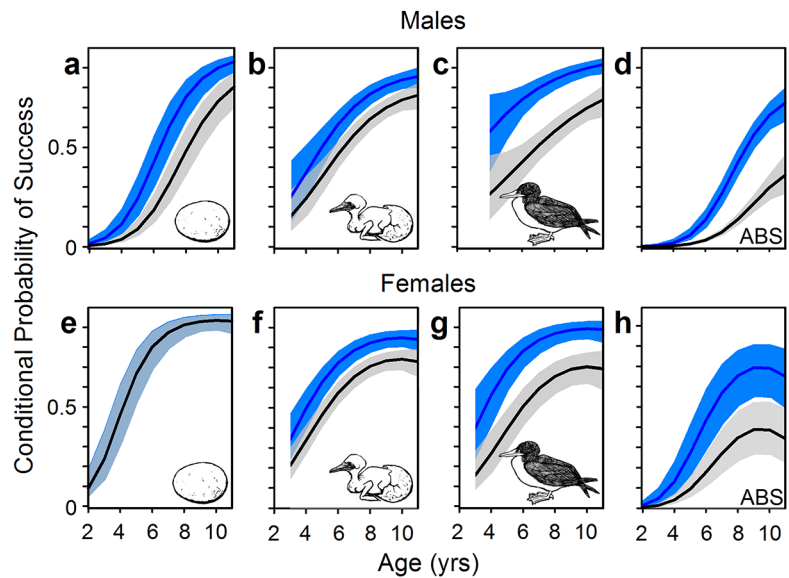 Males
a b c d
Conditional Probability of Success
0.5
0
ABS
Females
e f g h
0.5
0
ABS
2 4 6 8 10 2 4 6 8 10 2 4 6 8 10 2 4 6 8 10
Age (yrs)